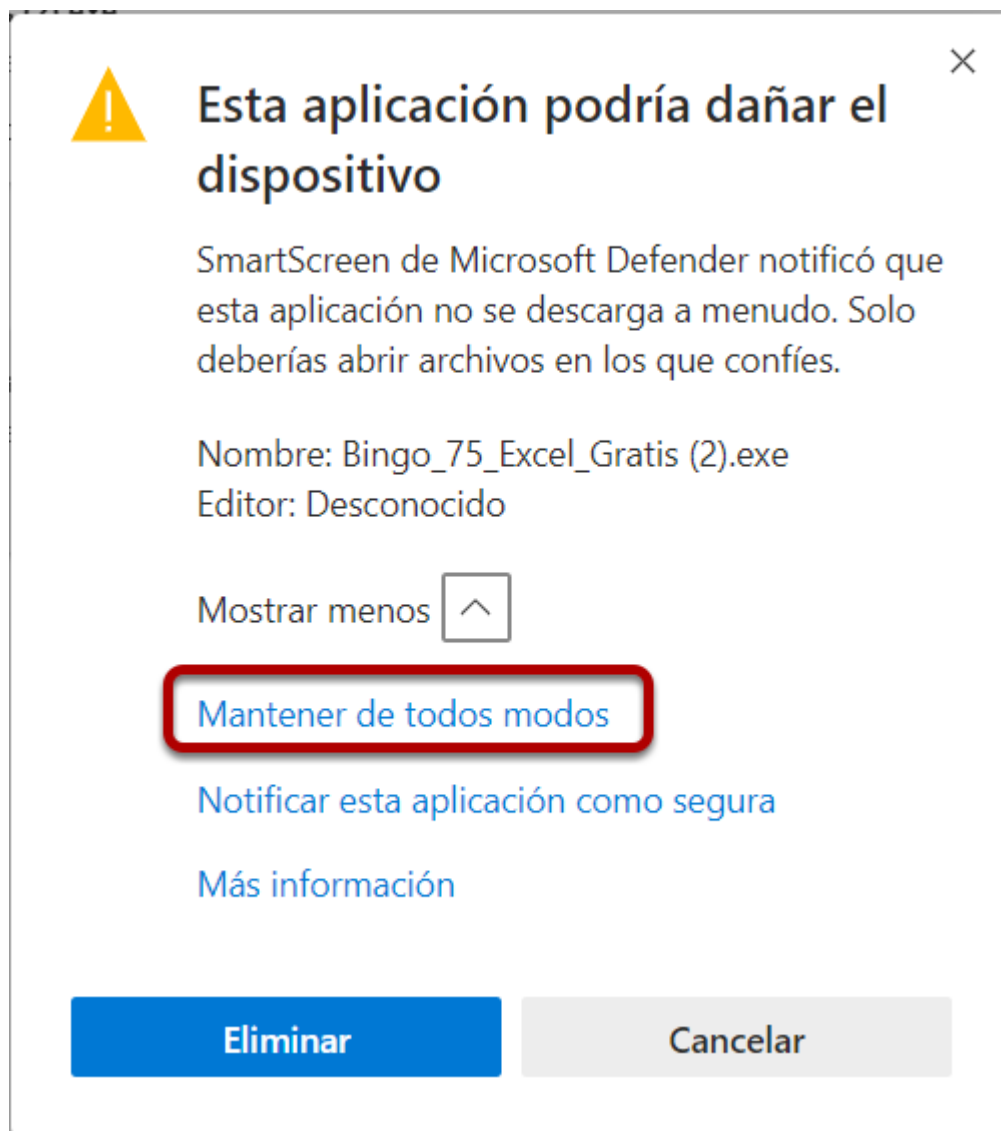 Esta aplicación podría dañar el
dispositivo
SmartScreen de Microsoft Defender notificó que
esta aplicación no se descarga a menudo. Solo
deberías abrir archivos en los que confíes.
Nombre: Bingo_75_Excel_Gratis (2).exe
Editor: Desconocido
Mostrar menos
Mantener de todos modos
Notificar esta aplicación como segura
Más información
Eliminar
Cancelar